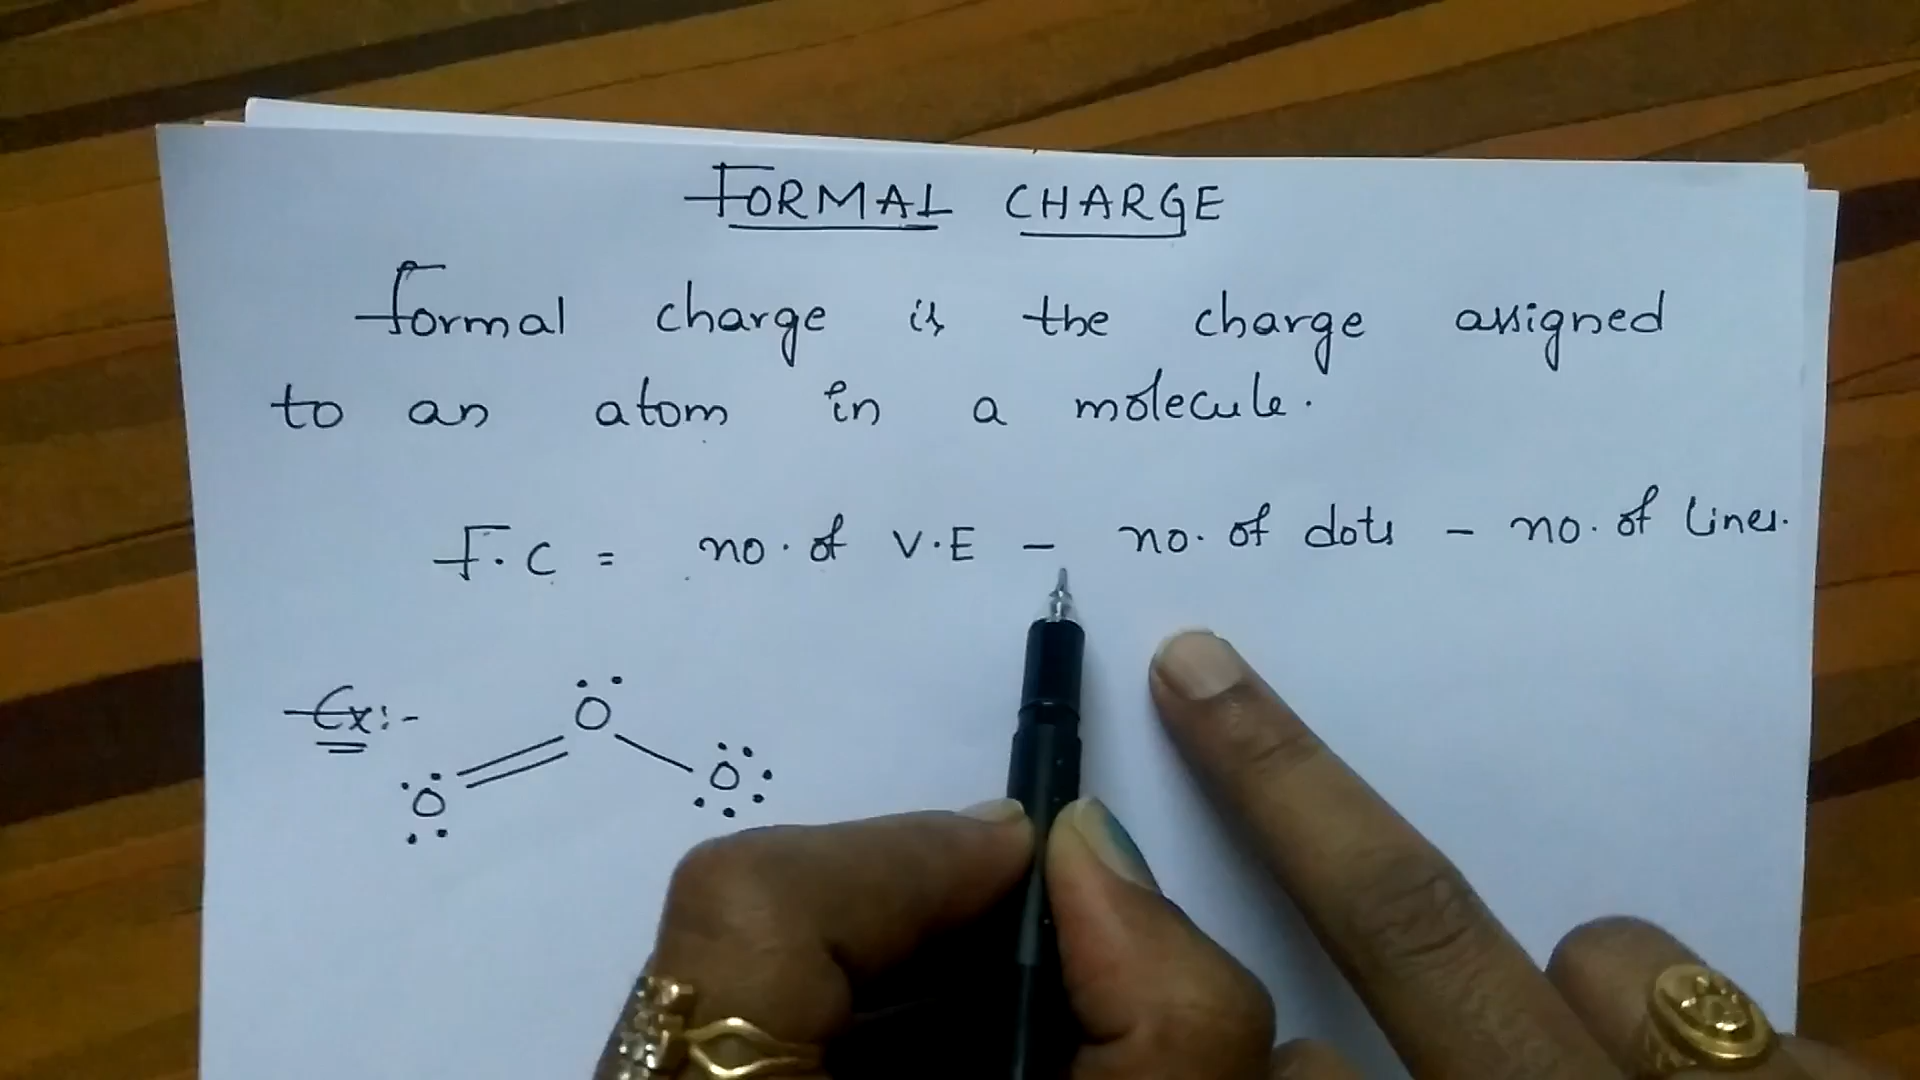 FORMAL CHARGE
Formal charge is the charge assigned
to an atom in a molecule.
F.C = no. of V.E - no. of dots - no. of lines.
Ex:-
O
O
O